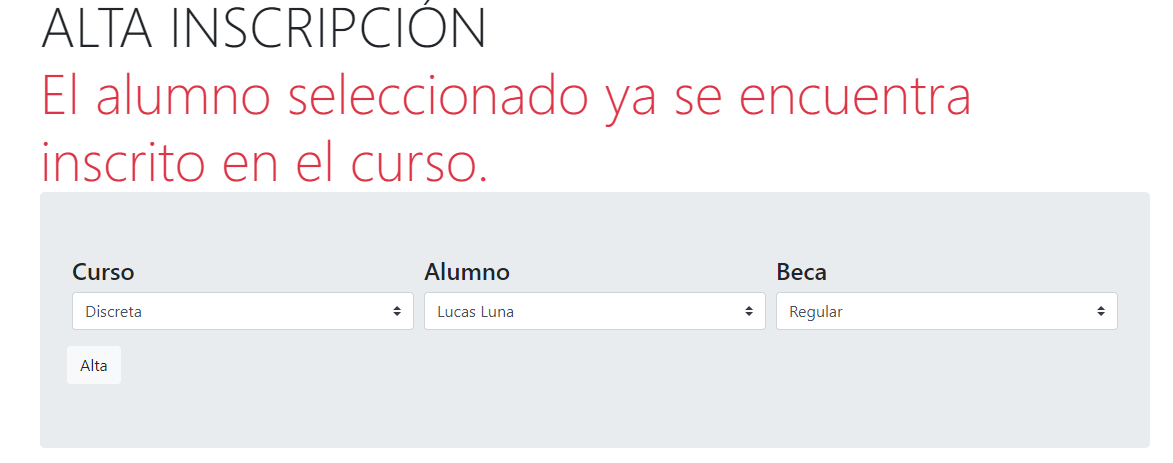 ALTA INSCRIPCIÓN
El alumno seleccionado ya se encuentra
inscrito en el curso.
Curso Alumno Beca
Discreta Lucas Luna Regular
Alta